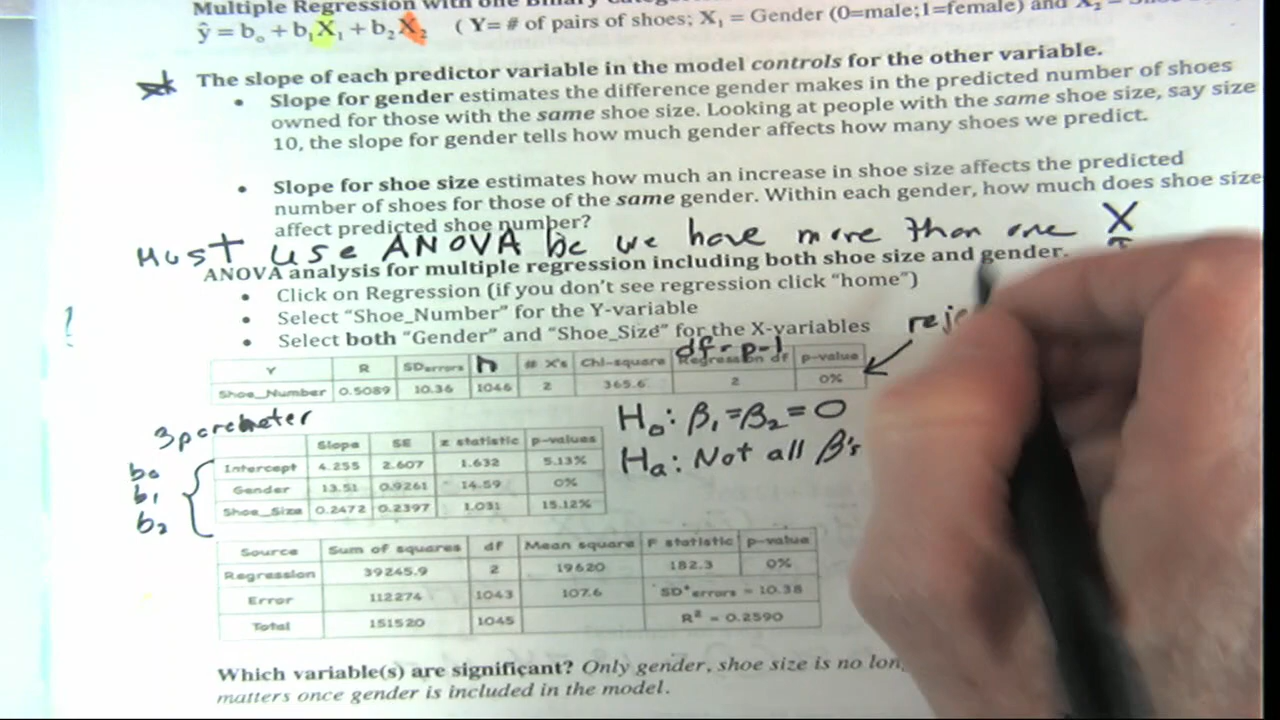 Multiple Regression with one Binary
ŷ = b₀ + b₁X₁ + b₂X₂ ( Y= # of pairs of shoes; X₁ = Gender (0=male;1=female) and X₂ =
The slope of each predictor variable in the model controls for the other variable.
• Slope for gender estimates the difference gender makes in the predicted number of shoes
owned for those with the same shoe size. Looking at people with the same shoe size, say size
10, the slope for gender tells how much gender affects how many shoes we predict.
• Slope for shoe size estimates how much an increase in shoe size affects the predicted
number of shoes for those of the same gender. Within each gender, how much does shoe size
affect predicted shoe number?
Must use ANOVA bc we have more than one X
ANOVA analysis for multiple regression including both shoe size and gender.
• Click on Regression (if you don't see regression click "home")
• Select "Shoe_Number" for the Y-variable
• Select both "Gender" and "Shoe_Size" for the X-variables
df = p-1
Y R SDerrors n # X's Chi-square Regression df p-value
Shoe_Number 0.5089 10.36 1046 2 365.6 2 0%
3 parameter
H₀: β₁=β₂=0
Hₐ: Not all β's
b₀
b₁
b₂
Slope SE z statistic p-values
Intercept 4.255 2.607 1.632 5.13%
Gender 13.51 0.9261 14.59 0%
Shoe_Size 0.2472 0.2397 1.031 15.12%
Source Sum of squares df Mean square F statistic p-value
Regression 39245.9 2 19620 182.3 0%
Error 112274 1043 107.6 SD⁺errors = 10.38
Total 151520 1045 R² = 0.2590
Which variable(s) are significant? Only gender, shoe size is no
matters once gender is included in the model.